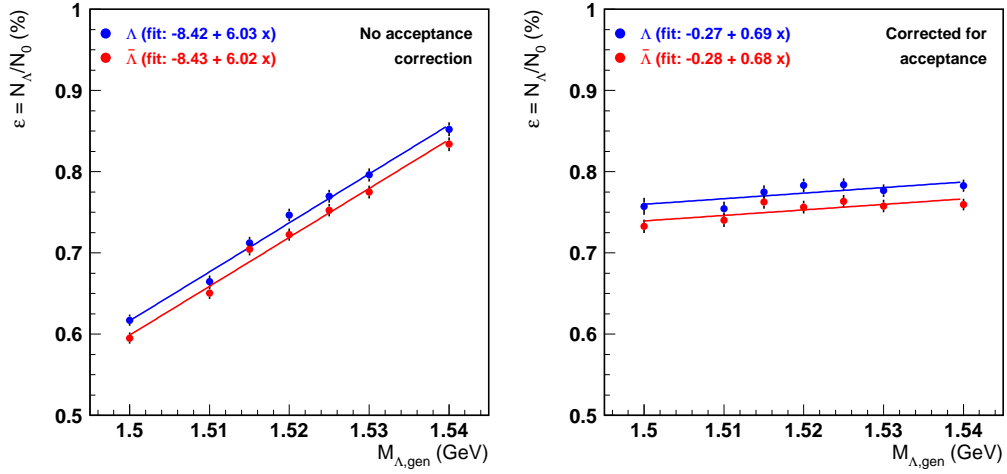 ε = N_Λ/N_0 (%)
Λ (fit: -8.42 + 6.03 x)
Λ̄ (fit: -8.43 + 6.02 x)
No acceptance
correction
1
0.9
0.8
0.7
0.6
0.5
1.5
1.51
1.52
1.53
1.54
M_Λ,gen (GeV)
ε = N_Λ/N_0 (%)
Λ (fit: -0.27 + 0.69 x)
Λ̄ (fit: -0.28 + 0.68 x)
Corrected for
acceptance
1
0.9
0.8
0.7
0.6
0.5
1.5
1.51
1.52
1.53
1.54
M_Λ,gen (GeV)